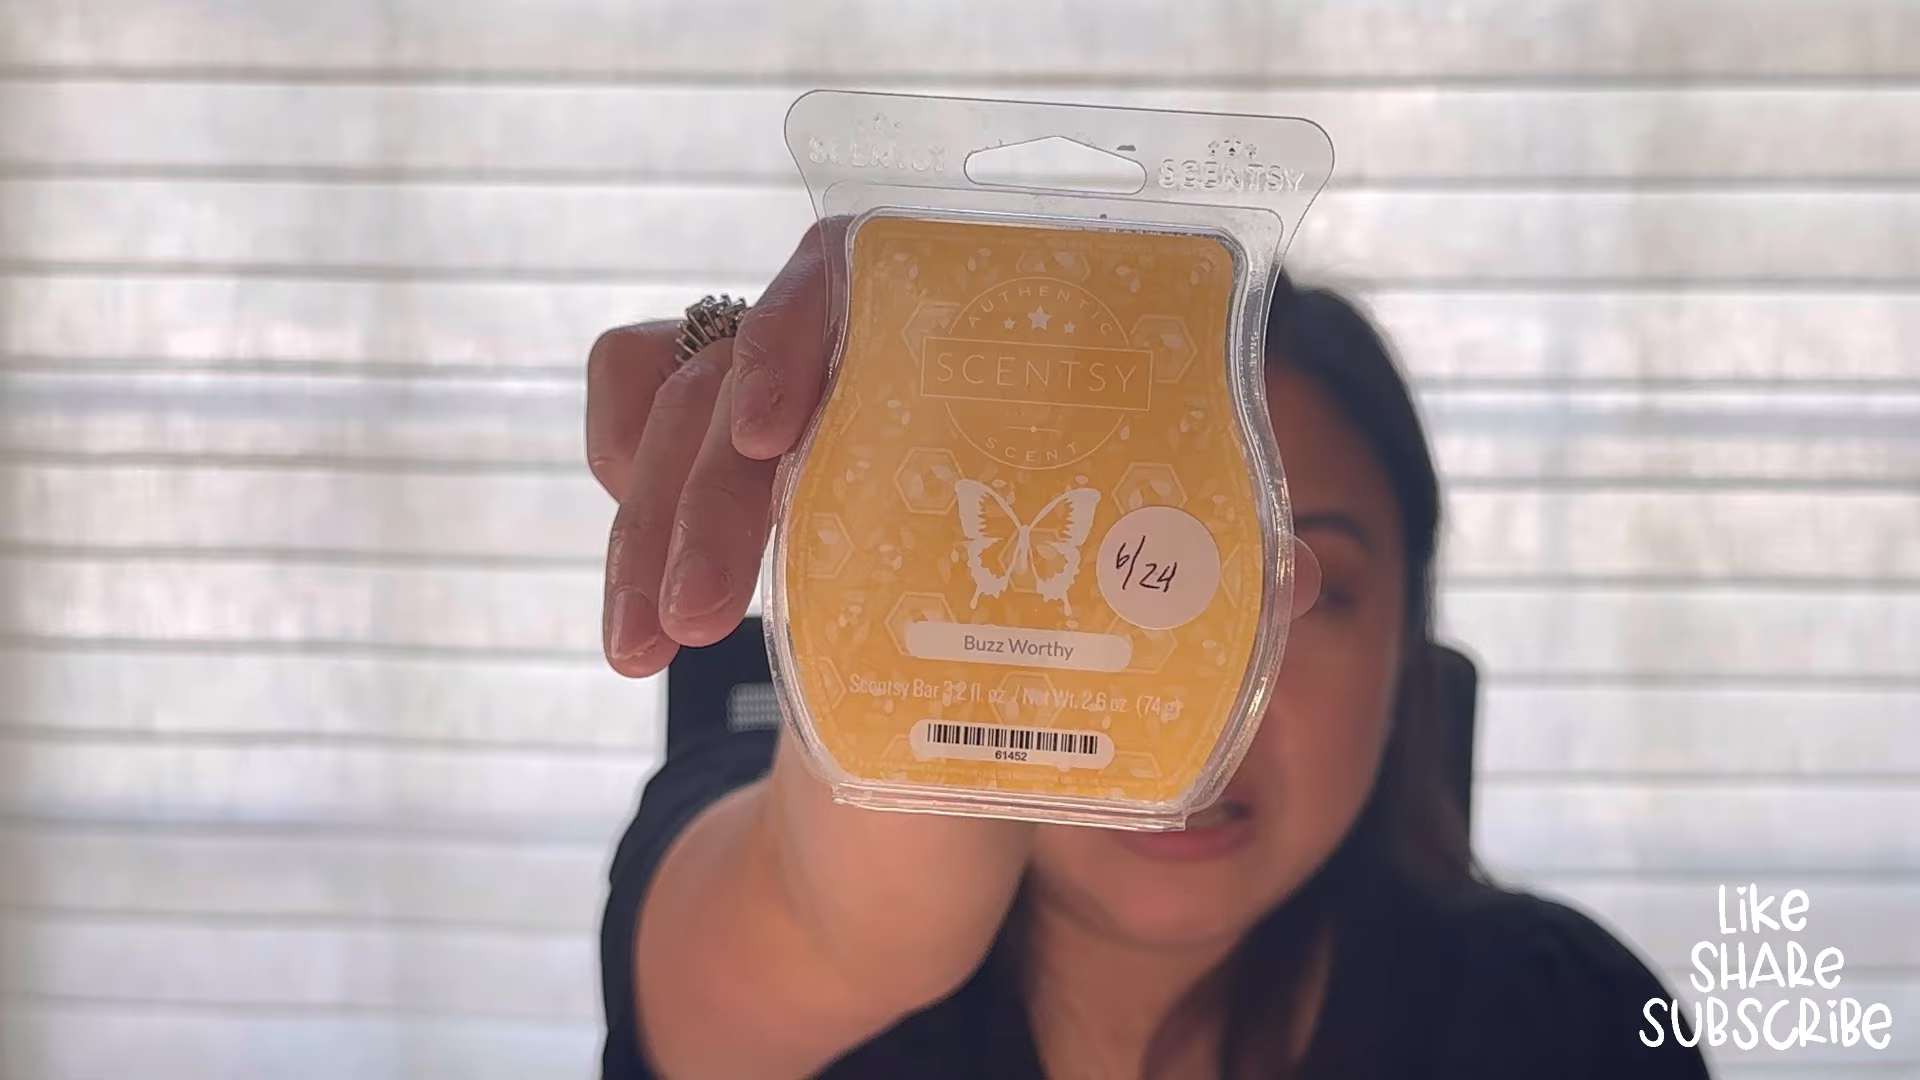 SCENTSY
SCENTSY
AUTHENTIC
SCENTSY
SCENT
6/24
Buzz Worthy
Scentsy Bar 3.2 fl. oz. / Net Wt. 2.6 oz. (74 g)
61452
Like
SHARe
SUBSCRiBe